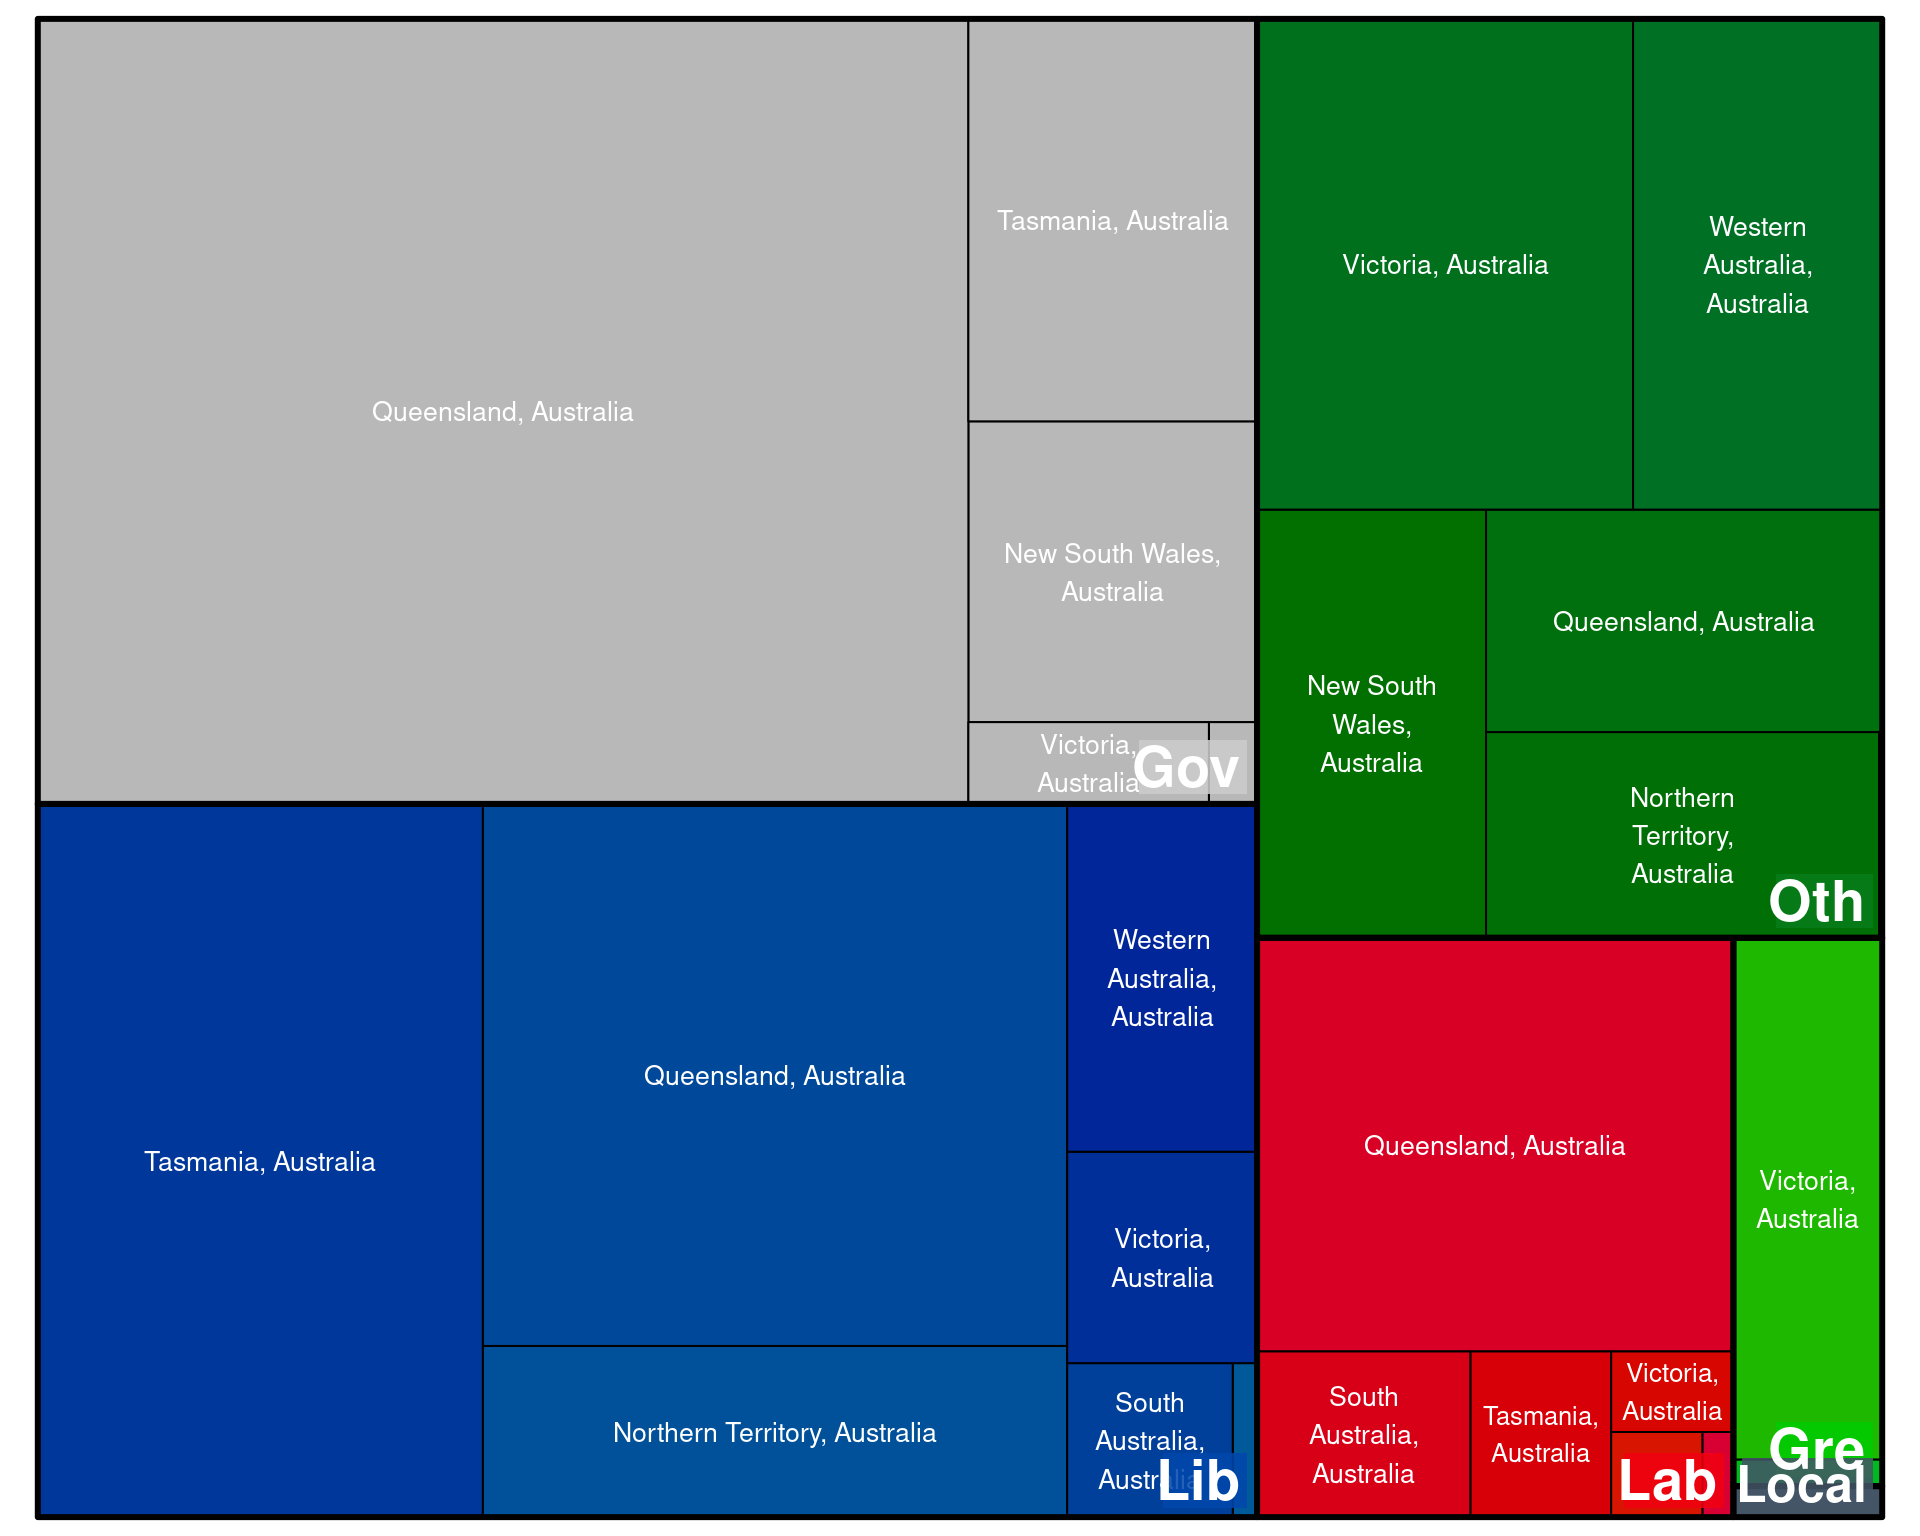 Queensland, Australia
Tasmania, Australia
New South Wales,
Australia
Victoria,
Australia
Gov
Victoria, Australia
Western
Australia,
Australia
New South
Wales,
Australia
Queensland, Australia
Northern
Territory,
Australia
Oth
Tasmania, Australia
Queensland, Australia
Northern Territory, Australia
Western
Australia,
Australia
Victoria,
Australia
South
Australia,
Australia
Lib
Queensland, Australia
South
Australia,
Australia
Tasmania,
Australia
Victoria,
Australia
Lab
Victoria,
Australia
Gre
Local